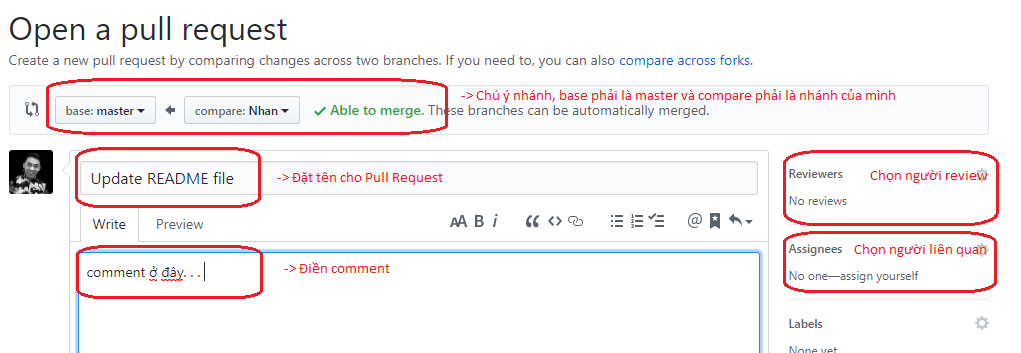 Open a pull request
Create a new pull request by comparing changes across two branches. If you need to, you can also compare across forks.
-> Chú ý nhánh, base phải là master và compare phải là nhánh của mình
base: master compare: Nhan Able to merge. These branches can be automatically merged.
Update README file
-> Đặt tên cho Pull Request
Write Preview
AA B i
comment ở đây. . .
-> Điền comment
Reviewers Chọn người review
No reviews
Assignees Chọn người liên quan
No one—assign yourself
Labels
None yet